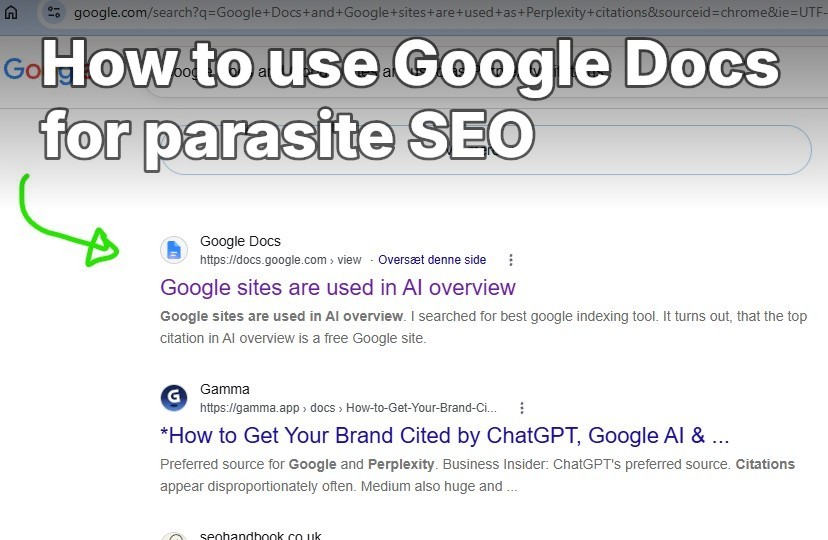 google.com/search?q=Google+Docs+and+Google+sites+are+used+as+Perplexity+citations&sourceid=chrome&ie=UTF-
How to use Google Docs
for parasite SEO
Google Docs
https://docs.google.com › view · Oversæt denne side
Google sites are used in AI overview
Google sites are used in AI overview. I searched for best google indexing tool. It turns out, that the top
citation in AI overview is a free Google site.
Gamma
https://gamma.app › docs › How-to-Get-Your-Brand-Ci...
*How to Get Your Brand Cited by ChatGPT, Google AI & ...
Preferred source for Google and Perplexity. Business Insider: ChatGPT's preferred source. Citations
appear disproportionately often. Medium also huge and ...
seohandbook.co.uk